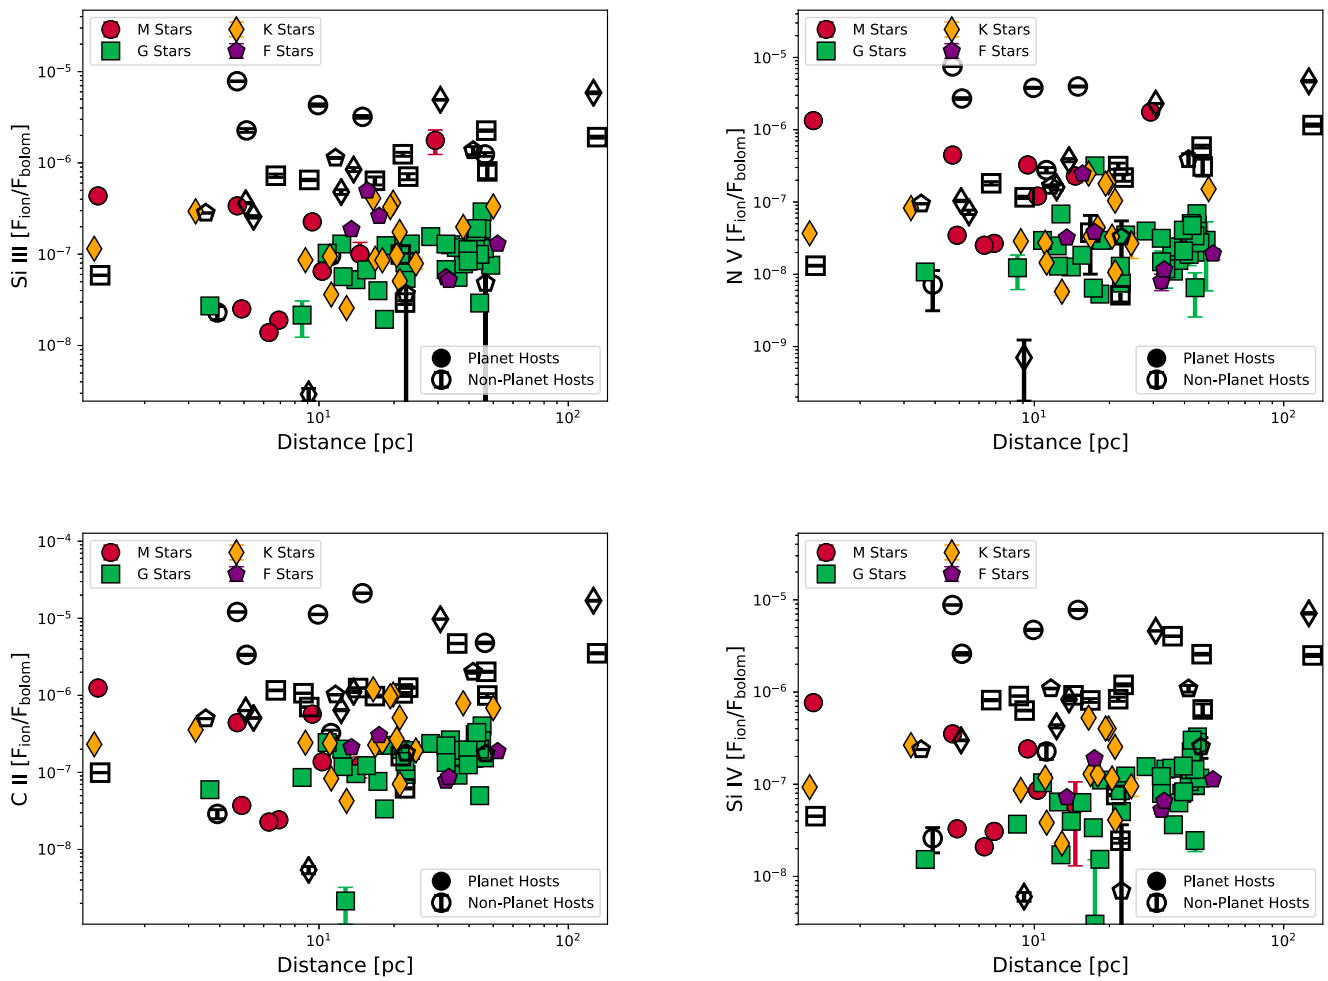 M Stars K Stars
G Stars F Stars
10⁻⁵
10⁻⁶
10⁻⁷
10⁻⁸
Si III [F_ion/F_bolom]
Planet Hosts
Non-Planet Hosts
10¹ 10²
Distance [pc]
M Stars K Stars
G Stars F Stars
10⁻⁵
10⁻⁶
10⁻⁷
10⁻⁸
10⁻⁹
N V [F_ion/F_bolom]
Planet Hosts
Non-Planet Hosts
10¹ 10²
Distance [pc]
M Stars K Stars
G Stars F Stars
10⁻⁴
10⁻⁵
10⁻⁶
10⁻⁷
10⁻⁸
C II [F_ion/F_bolom]
Planet Hosts
Non-Planet Hosts
10¹ 10²
Distance [pc]
M Stars K Stars
G Stars F Stars
10⁻⁵
10⁻⁶
10⁻⁷
10⁻⁸
Si IV [F_ion/F_bolom]
Planet Hosts
Non-Planet Hosts
10¹ 10²
Distance [pc]